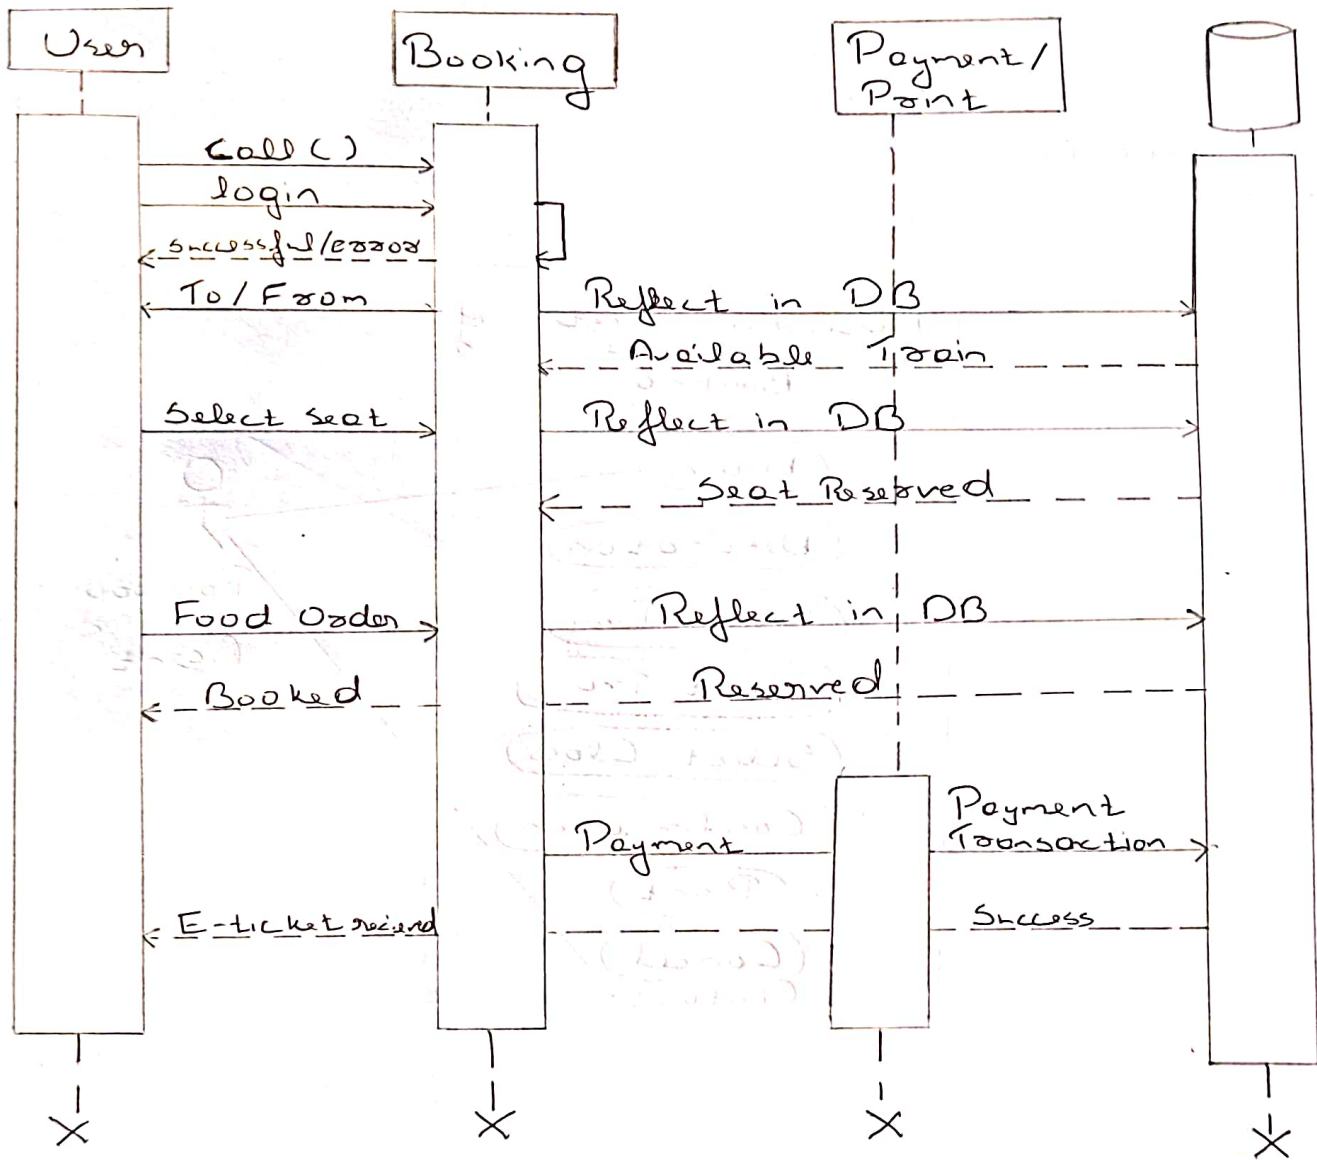 User
Booking
Payment/
Print
Call()
login
successful/error
To/From
Reflect in DB
Available Train
Select seat
Reflect in DB
Seat Reserved
Food Order
Reflect in DB
Booked
Reserved
Payment
Payment
Transaction
E-ticket
Success